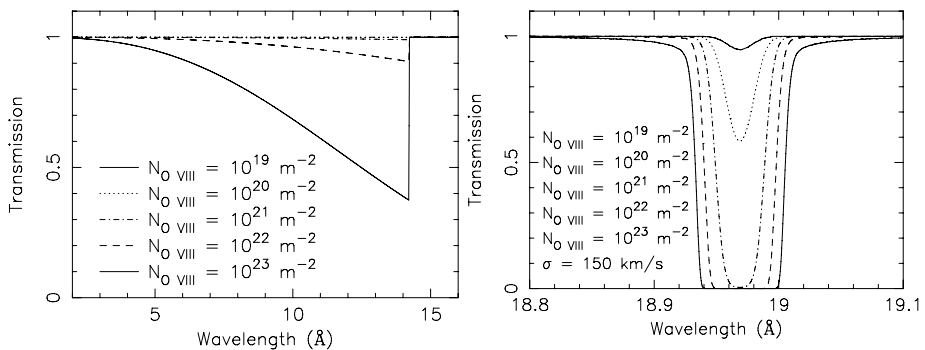 Transmission
1
0.5
0
N_O VIII = 10^19 m^-2
N_O VIII = 10^20 m^-2
N_O VIII = 10^21 m^-2
N_O VIII = 10^22 m^-2
N_O VIII = 10^23 m^-2
5 10 15
Wavelength (Å)
Transmission
1
0.5
0
N_O VIII = 10^19 m^-2
N_O VIII = 10^20 m^-2
N_O VIII = 10^21 m^-2
N_O VIII = 10^22 m^-2
N_O VIII = 10^23 m^-2
σ = 150 km/s
18.8 18.9 19 19.1
Wavelength (Å)